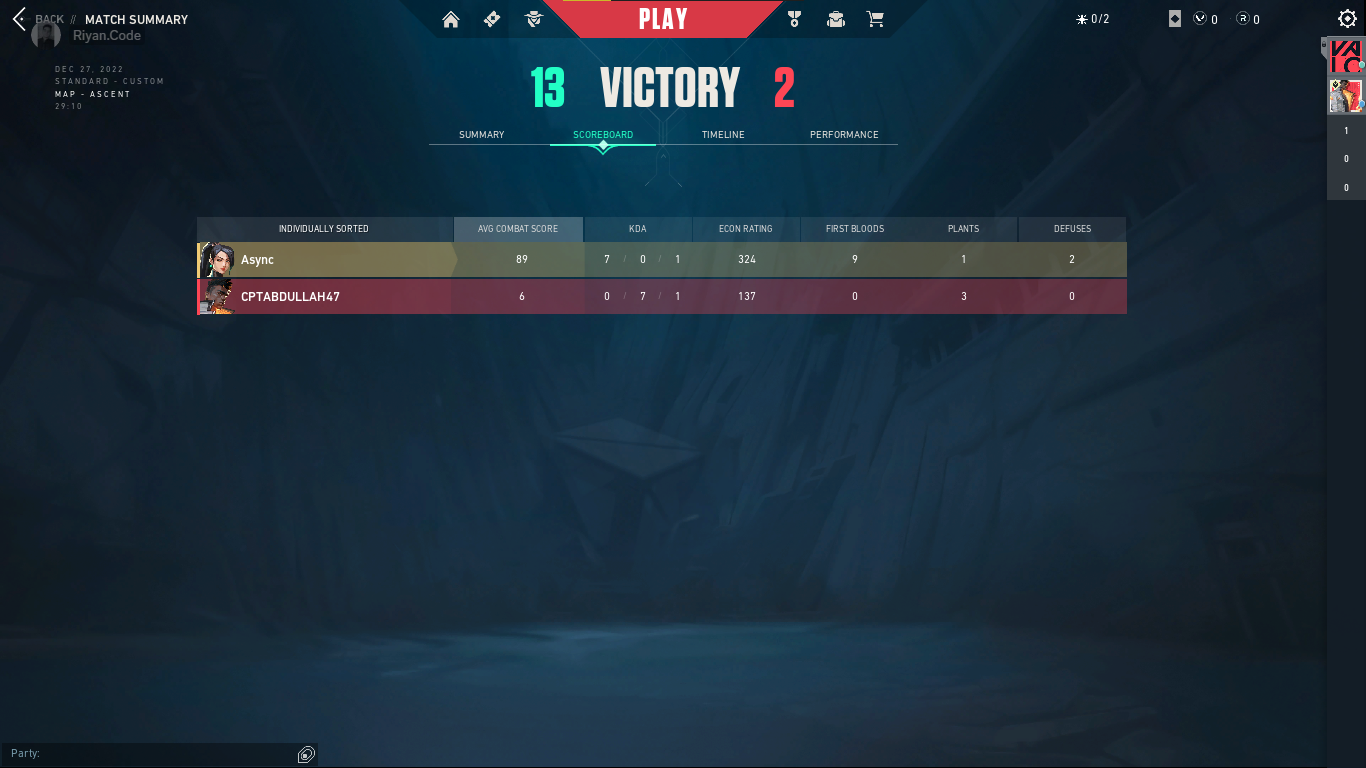 BACK // MATCH SUMMARY
PLAY
0/2
0
R 0
Riyan.Code
DEC 27, 2022
STANDARD - CUSTOM
MAP - ASCENT
29:10
13 VICTORY 2
SUMMARY SCOREBOARD TIMELINE PERFORMANCE
1
0
0
INDIVIDUALLY SORTED AVG COMBAT SCORE KDA ECON RATING FIRST BLOODS PLANTS DEFUSES
Async 89 7 / 0 / 1 324 9 1 2
CPTABDULLAH47 6 0 / 7 / 1 137 0 3 0
Party: